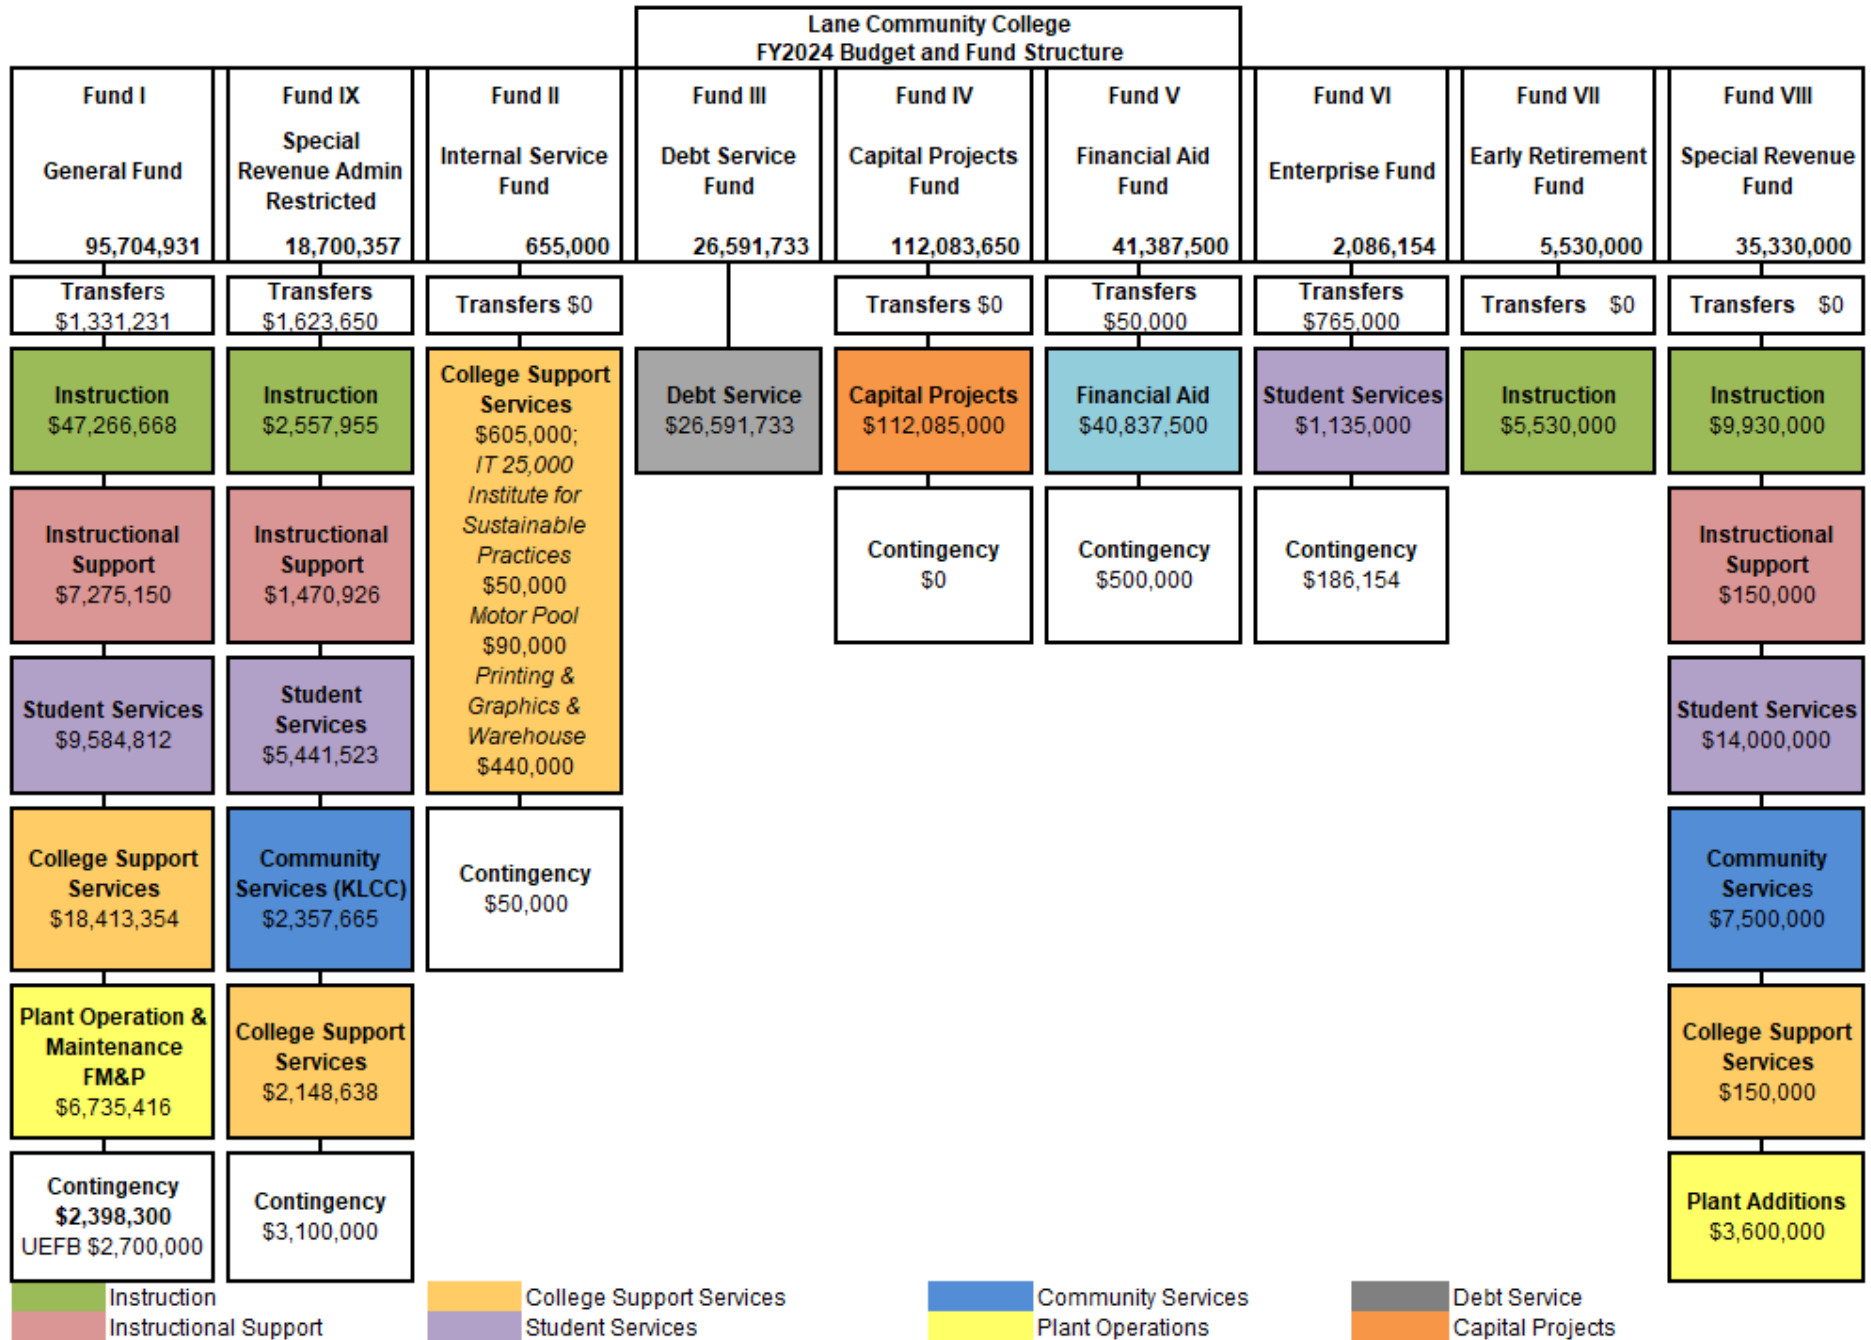 Lane Community College
FY2024 Budget and Fund Structure
Fund I
General Fund
95,704,931
Transfers
$1,331,231
Instruction
$47,266,668
Instructional
Support
$7,275,150
Student Services
$9,584,812
College Support
Services
$18,413,354
Plant Operation &
Maintenance
FM&P
$6,735,416
Contingency
$2,398,300
UEFB $2,700,000
Fund IX
Special
Revenue Admin
Restricted
18,700,357
Transfers
$1,623,650
Instruction
$2,557,955
Instructional
Support
$1,470,926
Student
Services
$5,441,523
Community
Services (KLCC)
$2,357,665
College Support
Services
$2,148,638
Contingency
$3,100,000
Fund II
Internal Service
Fund
655,000
Transfers $0
College Support
Services
$605,000;
IT 25,000
Institute for
Sustainable
Practices
$50,000
Motor Pool
$90,000
Printing &
Graphics &
Warehouse
$440,000
Contingency
$50,000
Fund III
Debt Service
Fund
26,591,733
Debt Service
$26,591,733
Fund IV
Capital Projects
Fund
112,083,650
Transfers $0
Capital Projects
$112,085,000
Contingency
$0
Fund V
Financial Aid
Fund
41,387,500
Transfers
$50,000
Financial Aid
$40,837,500
Contingency
$500,000
Fund VI
Enterprise Fund
2,086,154
Transfers
$765,000
Student Services
$1,135,000
Contingency
$186,154
Fund VII
Early Retirement
Fund
5,530,000
Transfers $0
Instruction
$5,530,000
Fund VIII
Special Revenue
Fund
35,330,000
Transfers $0
Instruction
$9,930,000
Instructional
Support
$150,000
Student Services
$14,000,000
Community
Services
$7,500,000
College Support
Services
$150,000
Plant Additions
$3,600,000
Instruction
Instructional Support
College Support Services
Student Services
Community Services
Plant Operations
Debt Service
Capital Projects